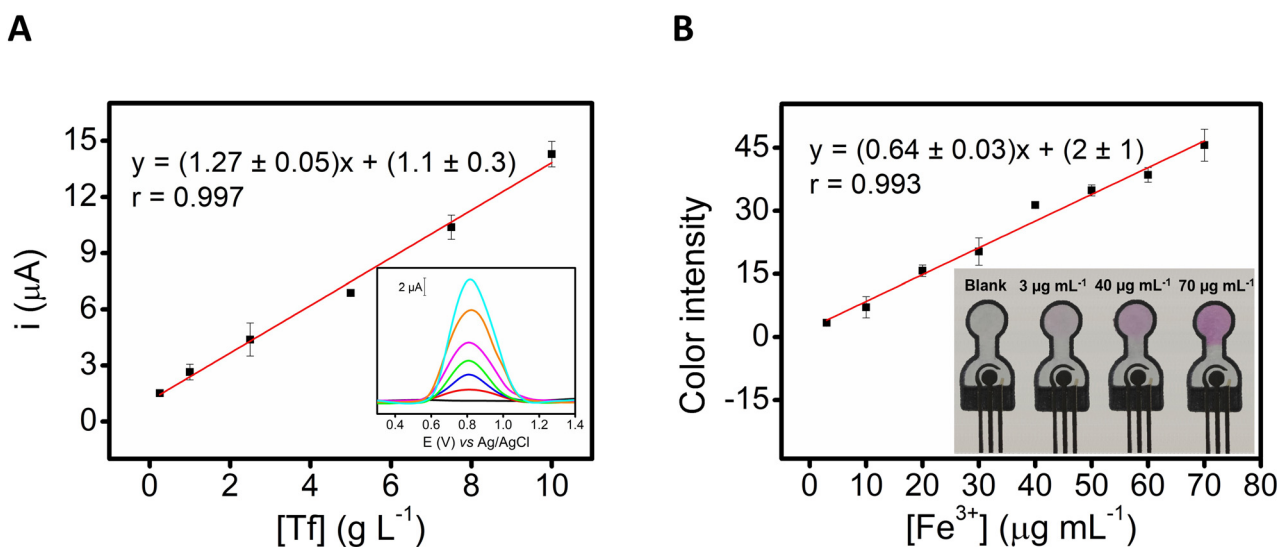 A
B
y = (1.27 ± 0.05)x + (1.1 ± 0.3)
r = 0.997
15
12
9
6
3
0
i (μA)
0 2 4 6 8 10
[Tf] (g L⁻¹)
2 μA
0.4 0.6 0.8 1.0 1.2 1.4
E (V) vs Ag/AgCl
y = (0.64 ± 0.03)x + (2 ± 1)
r = 0.993
45
30
15
0
-15
Color intensity
Blank 3 μg mL⁻¹ 40 μg mL⁻¹ 70 μg mL⁻¹
0 10 20 30 40 50 60 70 80
[Fe³⁺] (μg mL⁻¹)